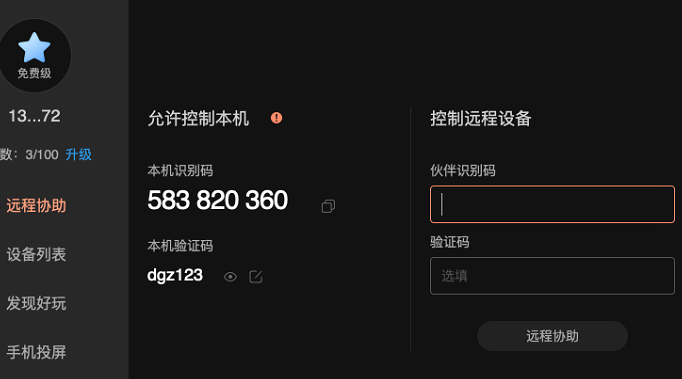 免费级
13...72
数：3/100 升级
远程协助
设备列表
发现好玩
手机投屏
允许控制本机
本机识别码
583 820 360
本机验证码
dgz123
控制远程设备
伙伴识别码
验证码
选填
远程协助